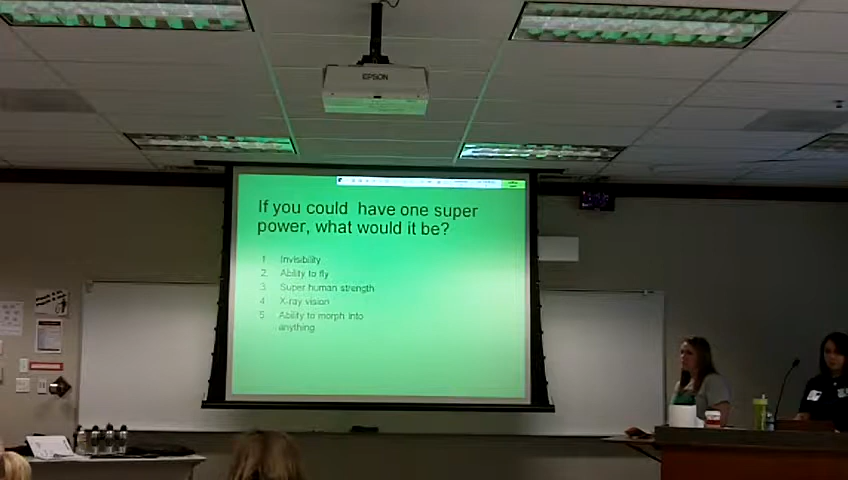 EPSON
If you could have one super
power, what would it be?
1 Invisibility
2 Ability to fly
3 Super human strength
4 X-ray vision
5 Ability to morph into
anything